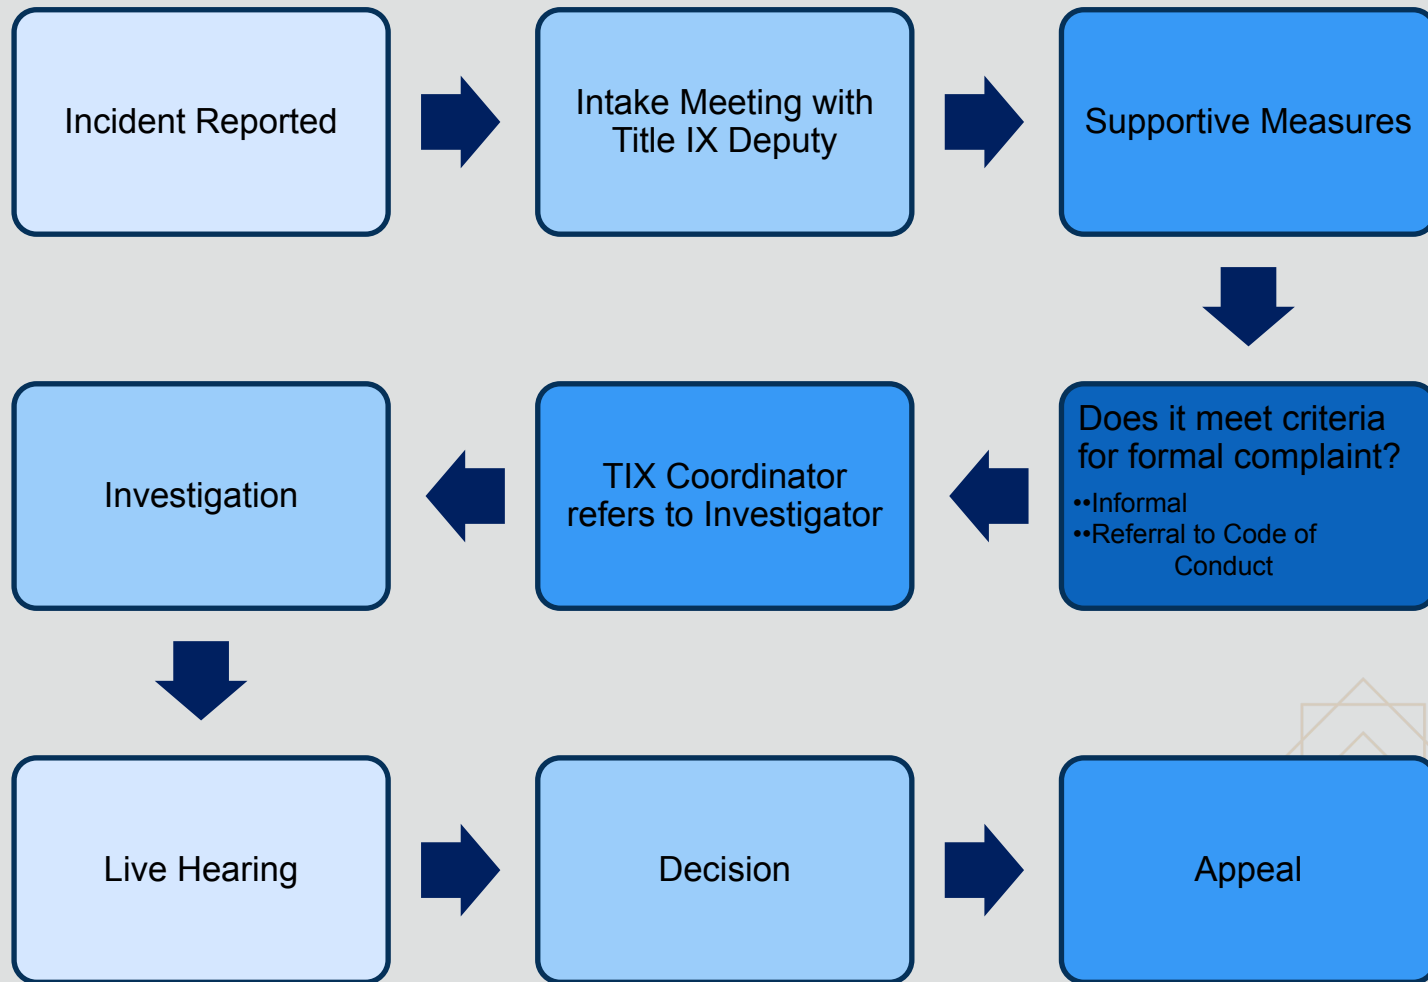 Incident Reported
Intake Meeting with
Title IX Deputy
Supportive Measures
Does it meet criteria
for formal complaint?
••Informal
••Referral to Code of
Conduct
TIX Coordinator
refers to Investigator
Investigation
Live Hearing
Decision
Appeal